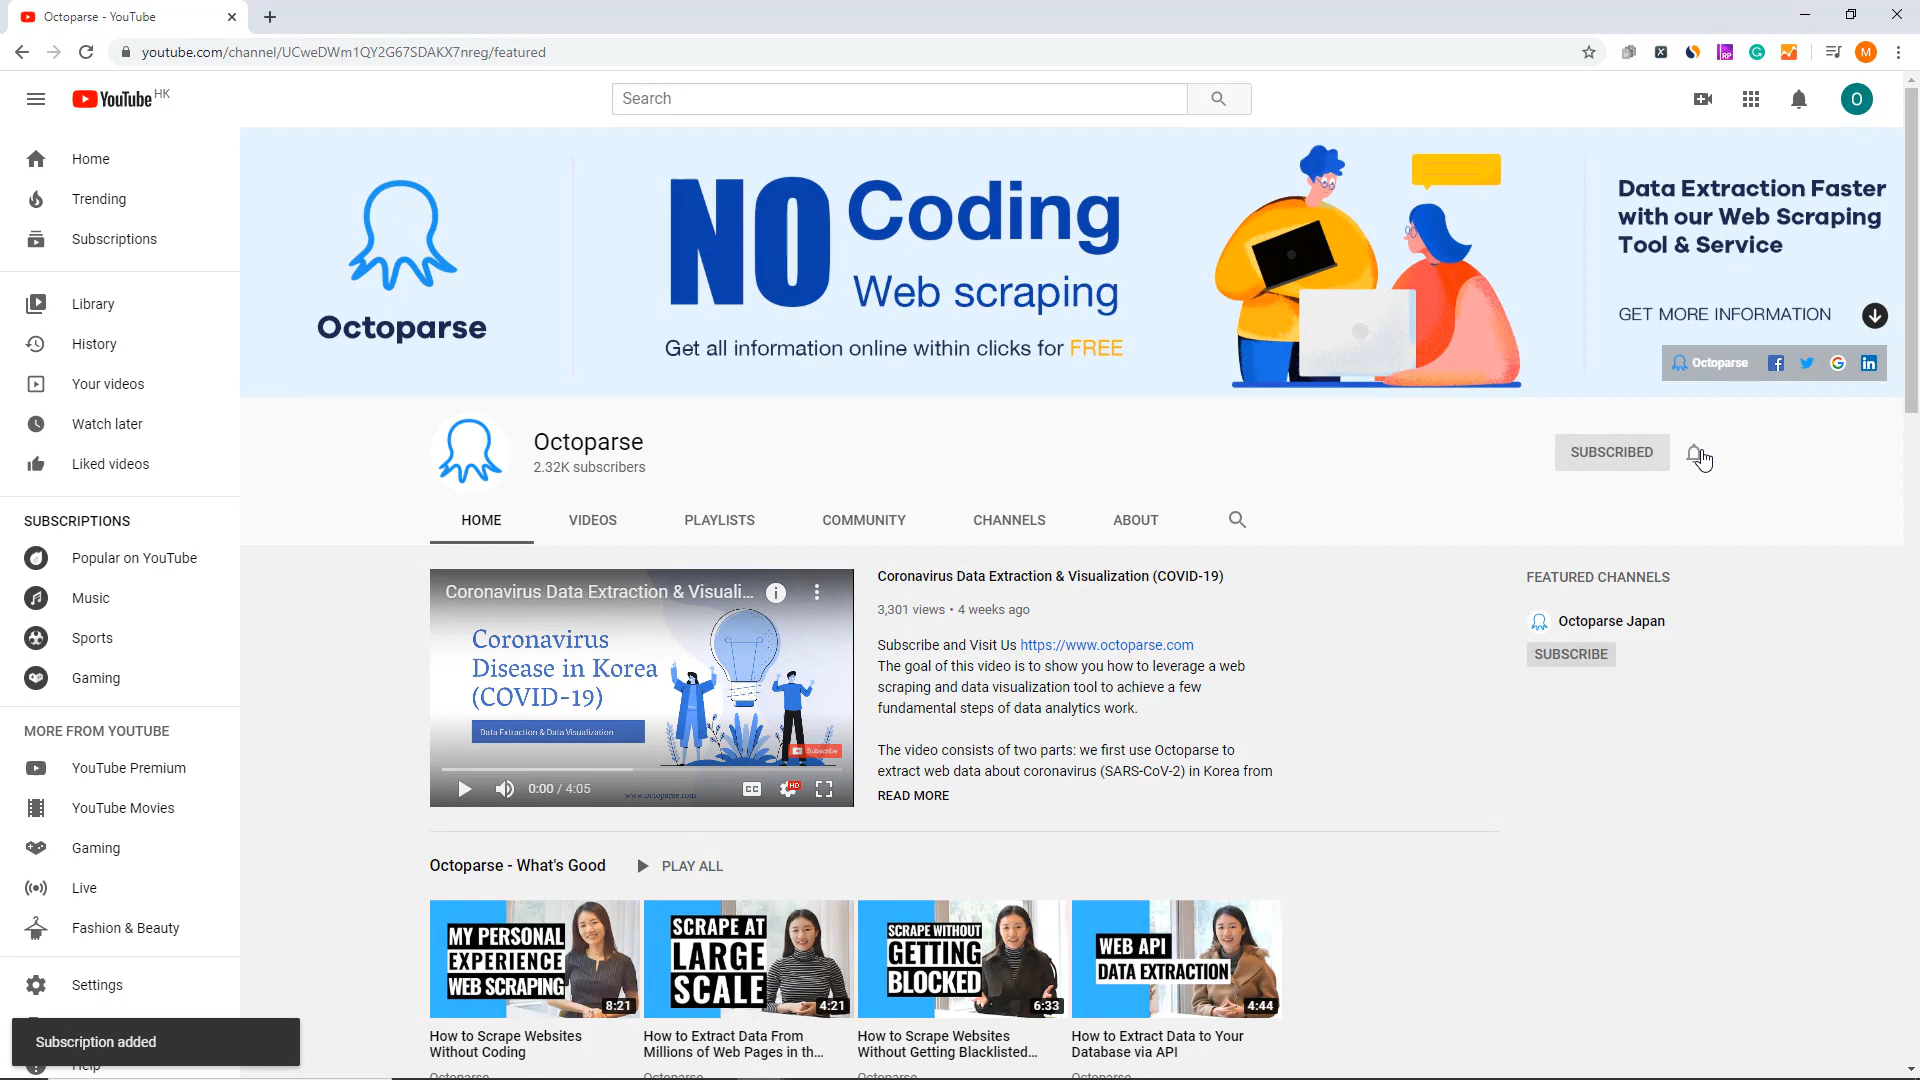 Octoparse - YouTube
youtube.com/channel/UCweDWm1QY2G67SDAKX7nreg/featured
YouTube HK
Search
O
M
Home
Trending
Subscriptions
Library
History
Your videos
Watch later
Liked videos
SUBSCRIPTIONS
Popular on YouTube
Music
Sports
Gaming
MORE FROM YOUTUBE
YouTube Premium
YouTube Movies
Gaming
Live
Fashion & Beauty
Settings
Help
Subscription added
Octoparse
NO Coding
Web scraping
Get all information online within clicks for FREE
Data Extraction Faster
with our Web Scraping
Tool & Service
GET MORE INFORMATION
Octoparse
Octoparse
2.32K subscribers
SUBSCRIBED
HOME
VIDEOS
PLAYLISTS
COMMUNITY
CHANNELS
ABOUT
Coronavirus Data Extraction & Visuali...
Coronavirus
Disease in Korea
(COVID-19)
Data Extraction & Data Visualization
Subscribe
0:00 / 4:05
www.octoparse.com
CC
HD
Coronavirus Data Extraction & Visualization (COVID-19)
3,301 views • 4 weeks ago
Subscribe and Visit Us https://www.octoparse.com
The goal of this video is to show you how to leverage a web
scraping and data visualization tool to achieve a few
fundamental steps of data analytics work.
The video consists of two parts: we first use Octoparse to
extract web data about coronavirus (SARS-CoV-2) in Korea from
READ MORE
FEATURED CHANNELS
Octoparse Japan
SUBSCRIBE
Octoparse - What's Good
PLAY ALL
MY PERSONAL
EXPERIENCE
WEB SCRAPING
8:21
How to Scrape Websites
Without Coding
Octoparse
SCRAPE AT
LARGE
SCALE
4:21
How to Extract Data From
Millions of Web Pages in th...
Octoparse
SCRAPE WITHOUT
GETTING
BLOCKED
6:33
How to Scrape Websites
Without Getting Blacklisted...
Octoparse
WEB API
DATA EXTRACTION
4:44
How to Extract Data to Your
Database via API
Octoparse